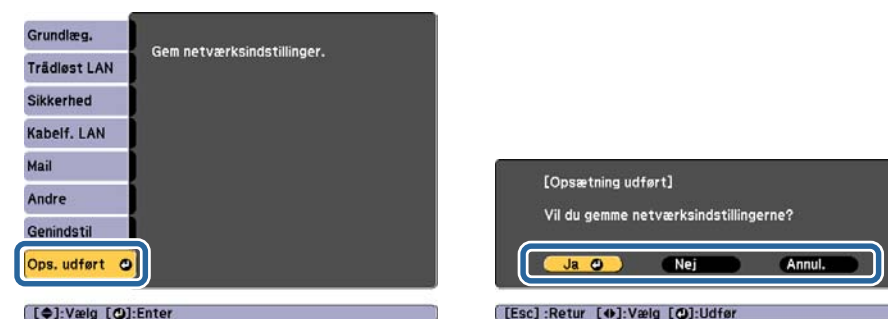 Grundlæg.
Trådløst LAN
Sikkerhed
Kabelf. LAN
Mail
Andre
Genindstil
Ops. udført
Gem netværksindstillinger.
[]:Vælg []:Enter
[Opsætning udført]
Vil du gemme netværksindstillingerne?
Ja Nej Annul.
[Esc] :Retur []:Vælg []:Udfør